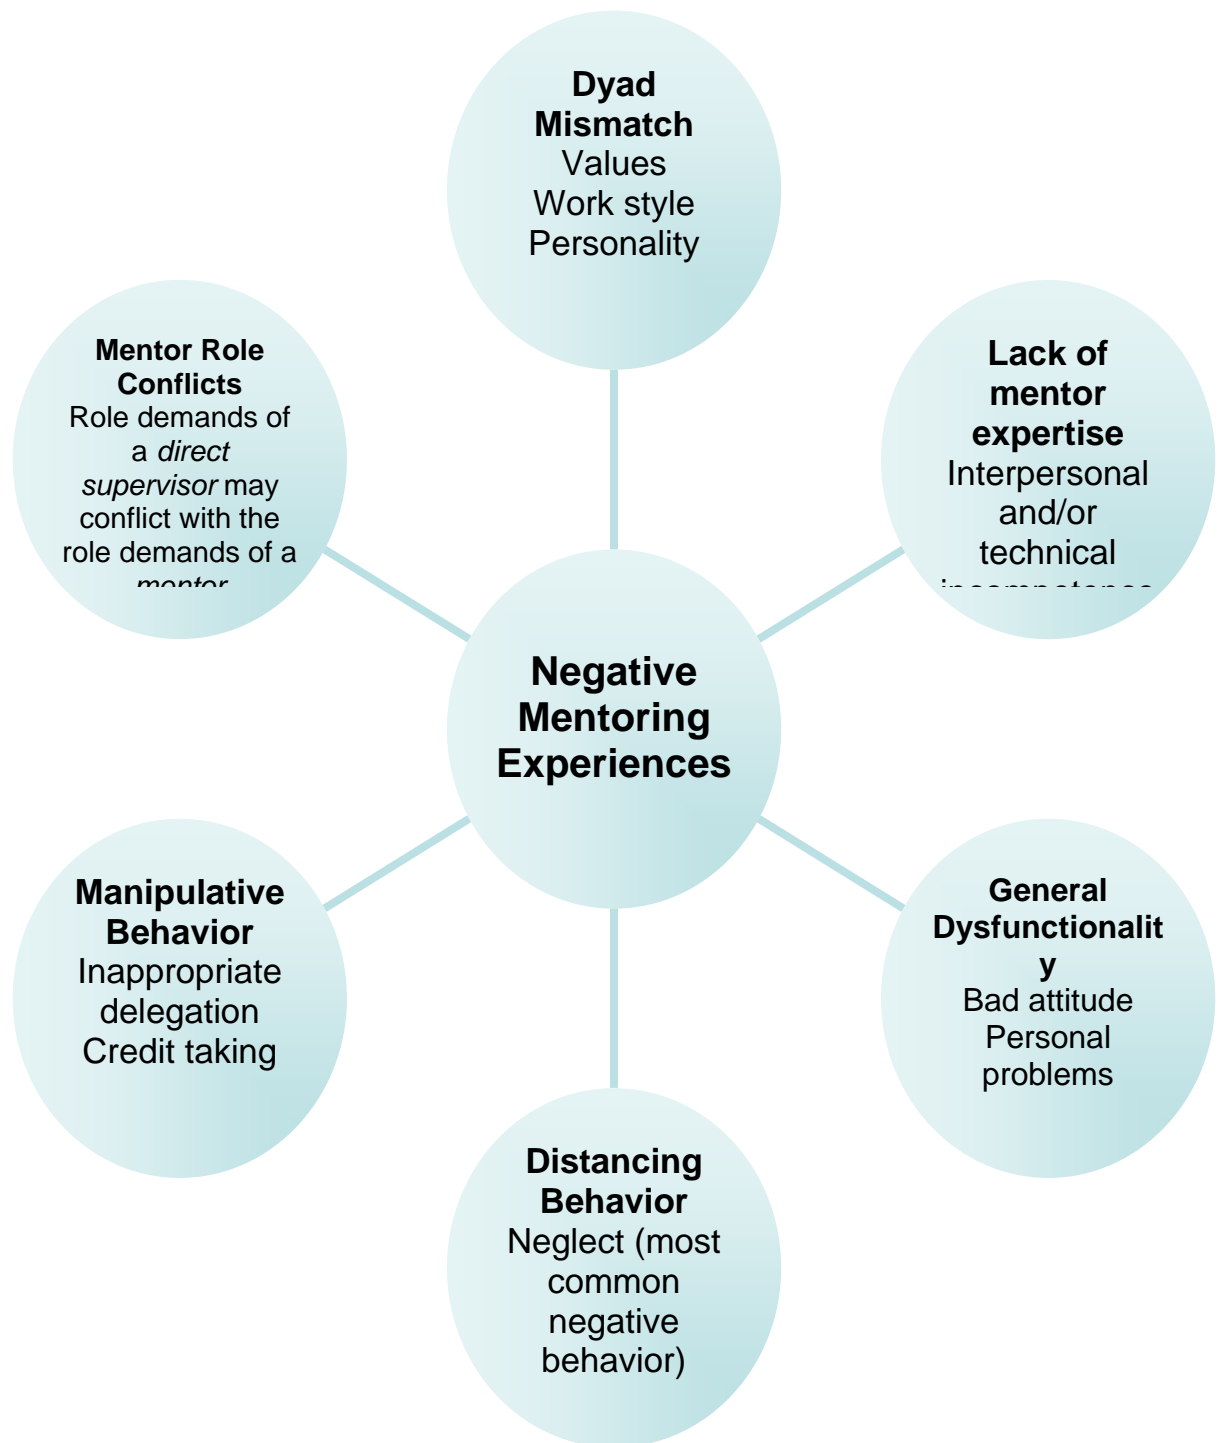 Dyad
Mismatch
Values
Work style
Personality
Mentor Role
Conflicts
Role demands of
a direct
supervisor may
conflict with the
role demands of a
mentor
Lack of
mentor
expertise
Interpersonal
and/or
technical
incompetence
Negative
Mentoring
Experiences
Manipulative
Behavior
Inappropriate
delegation
Credit taking
General
Dysfunctionalit
y
Bad attitude
Personal
problems
Distancing
Behavior
Neglect (most
common
negative
behavior)